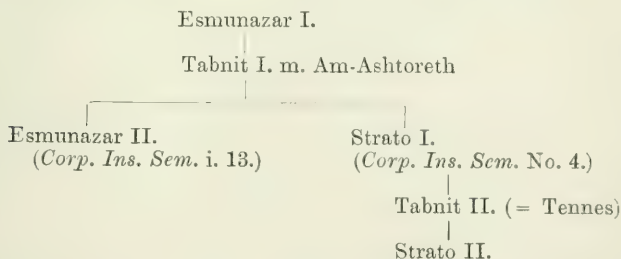 Esmunazar I.
Tabnit I. m. Am-Ashtoreth
Esmunazar II. Strato I.
(Corp. Ins. Sem. i. 13.) (Corp. Ins. Sem. No. 4.)
Tabnit II. (= Tennes)
Strato II.